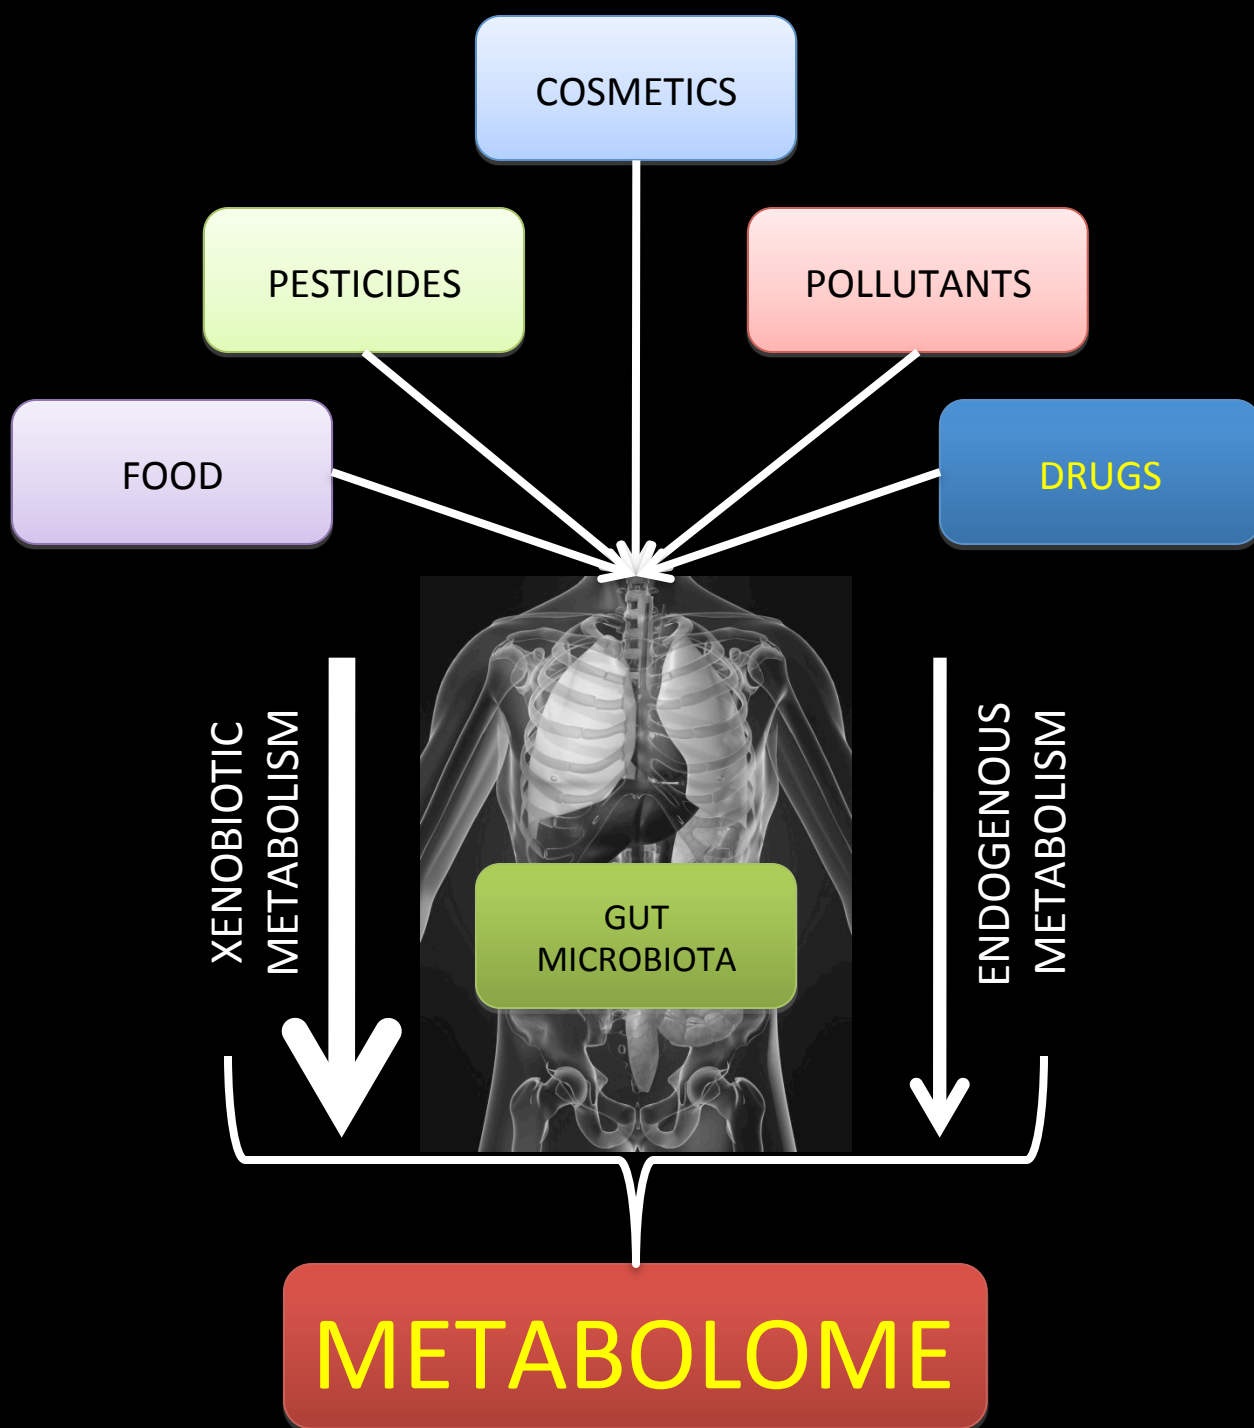 COSMETICS
PESTICIDES
POLLUTANTS
FOOD
DRUGS
XENOBIOTIC
METABOLISM
GUT
MICROBIOTA
ENDOGENOUS
METABOLISM
METABOLOME